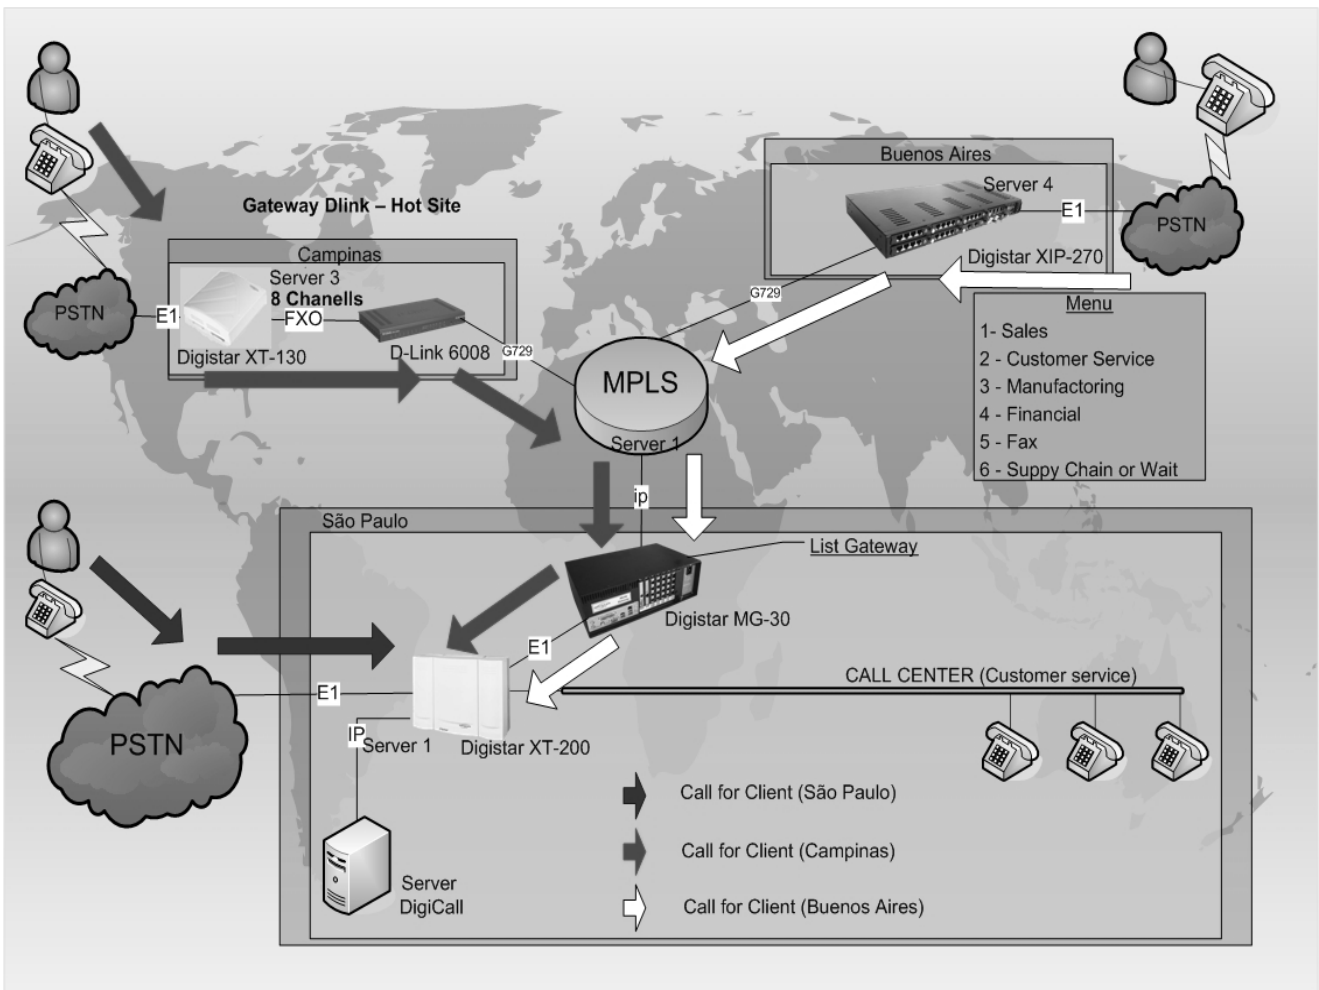 Gateway Dlink – Hot Site
Campinas
Server 3
8 Chanells
FXO
PSTN
E1
Digistar XT-130
D-Link 6008
G729
Buenos Aires
Server 4
E1
PSTN
Digistar XIP-270
G729
Menu
1- Sales
2 - Customer Service
3 - Manufactoring
4 - Financial
5 - Fax
6 - Suppy Chain or Wait
MPLS
Server 1
ip
São Paulo
List Gateway
Digistar MG-30
E1
CALL CENTER (Customer service)
E1
PSTN
IP
Server 1
Digistar XT-200
Call for Client (São Paulo)
Call for Client (Campinas)
Call for Client (Buenos Aires)
Server
DigiCall